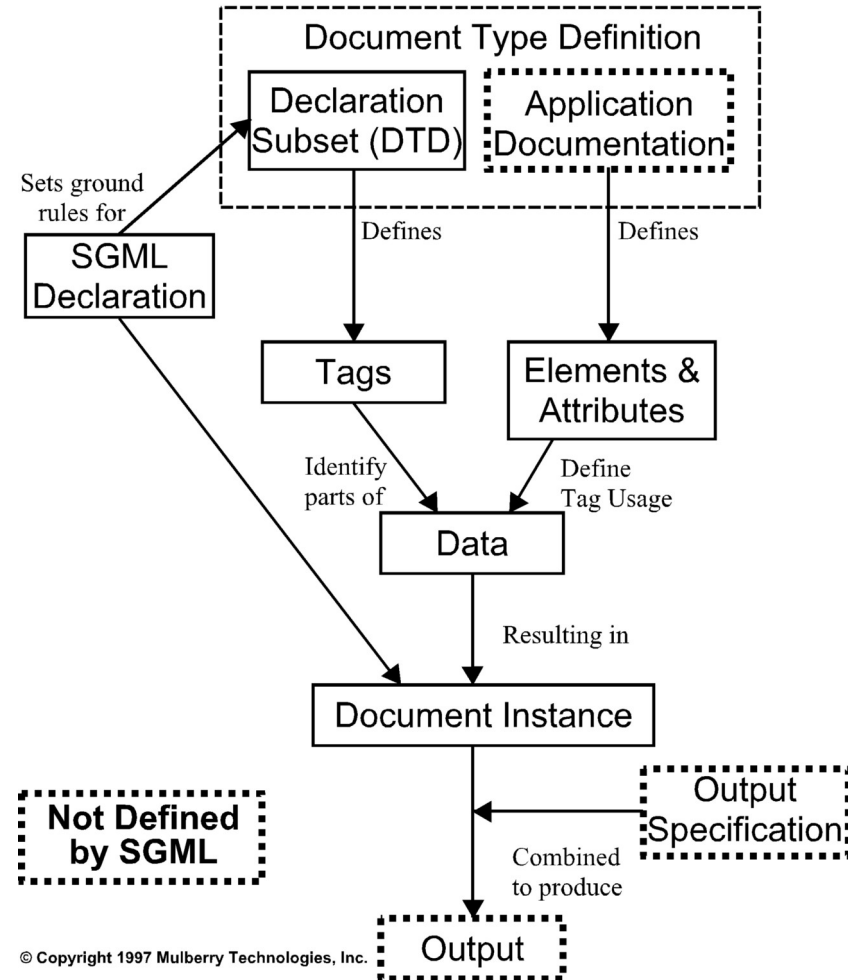 Document Type Definition
Declaration
Subset (DTD)
Application
Documentation
Sets ground
rules for
Defines
Defines
SGML
Declaration
Tags
Elements &
Attributes
Identify
parts of
Define
Tag Usage
Data
Resulting in
Document Instance
Not Defined
by SGML
Output
Specification
Combined
to produce
Output
© Copyright 1997 Mulberry Technologies, Inc.